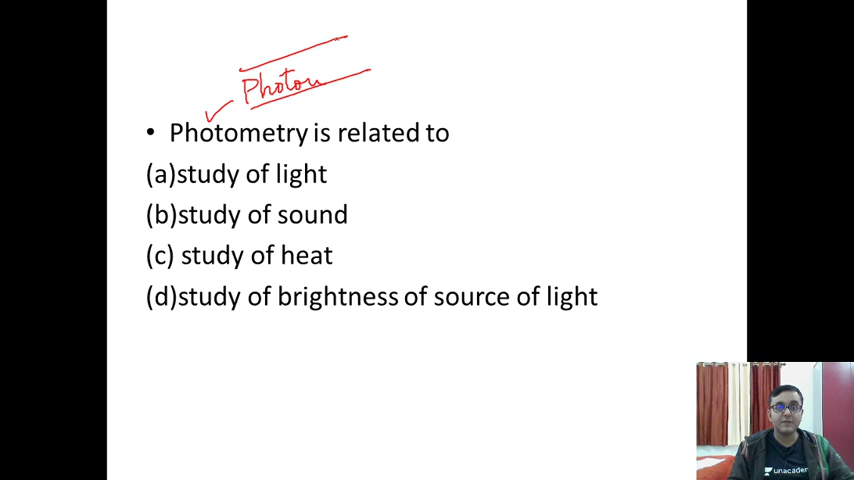 Photon
• Photometry is related to
(a)study of light
(b)study of sound
(c) study of heat
(d)study of brightness of source of light
unacadem